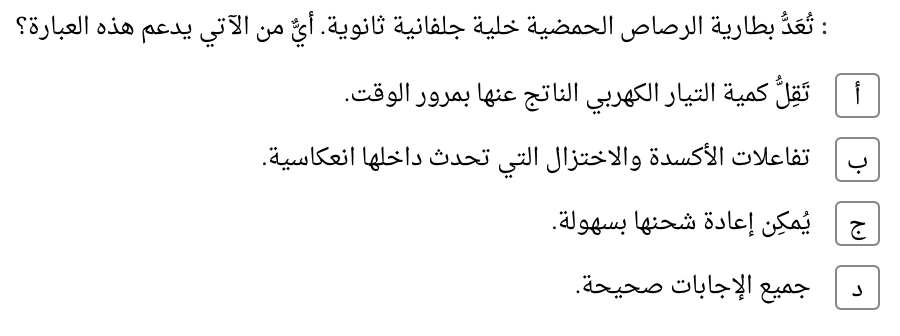 : تُعَدُّ بطارية الرصاص الحمضية خلية جلفانية ثانوية. أيٌّ من الآتي يدعم هذه العبارة؟
أ تَقِلُّ كمية التيار الكهربي الناتج عنها بمرور الوقت.
ب تفاعلات الأكسدة والاختزال التي تحدث داخلها انعكاسية.
ج يُمكِن إعادة شحنها بسهولة.
د جميع الإجابات صحيحة.